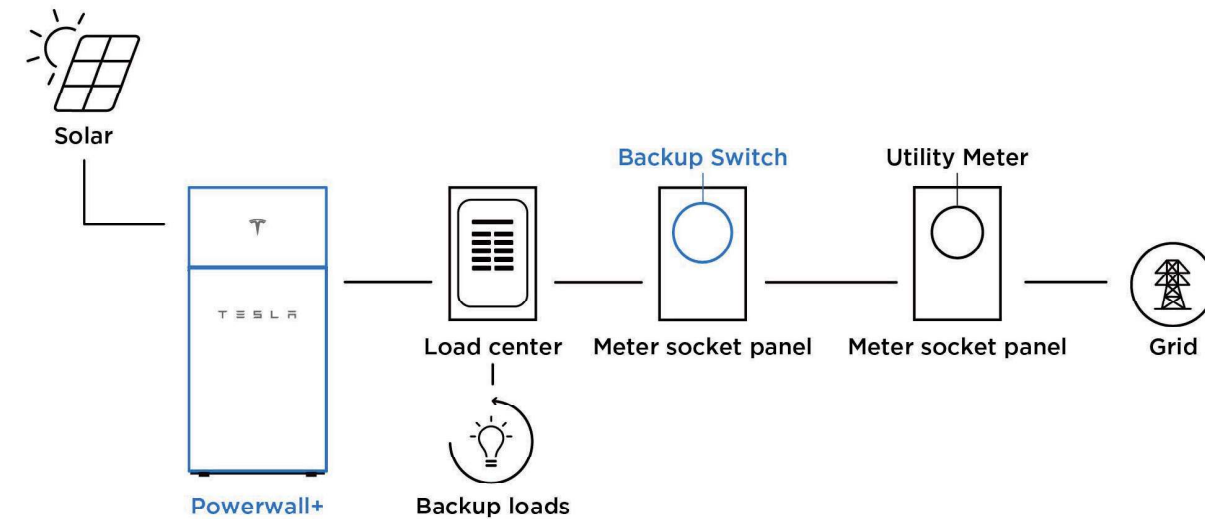 Solar
Backup Switch
Utility Meter
TESLA
Load center
Meter socket panel
Meter socket panel
Grid
Powerwall+
Backup loads